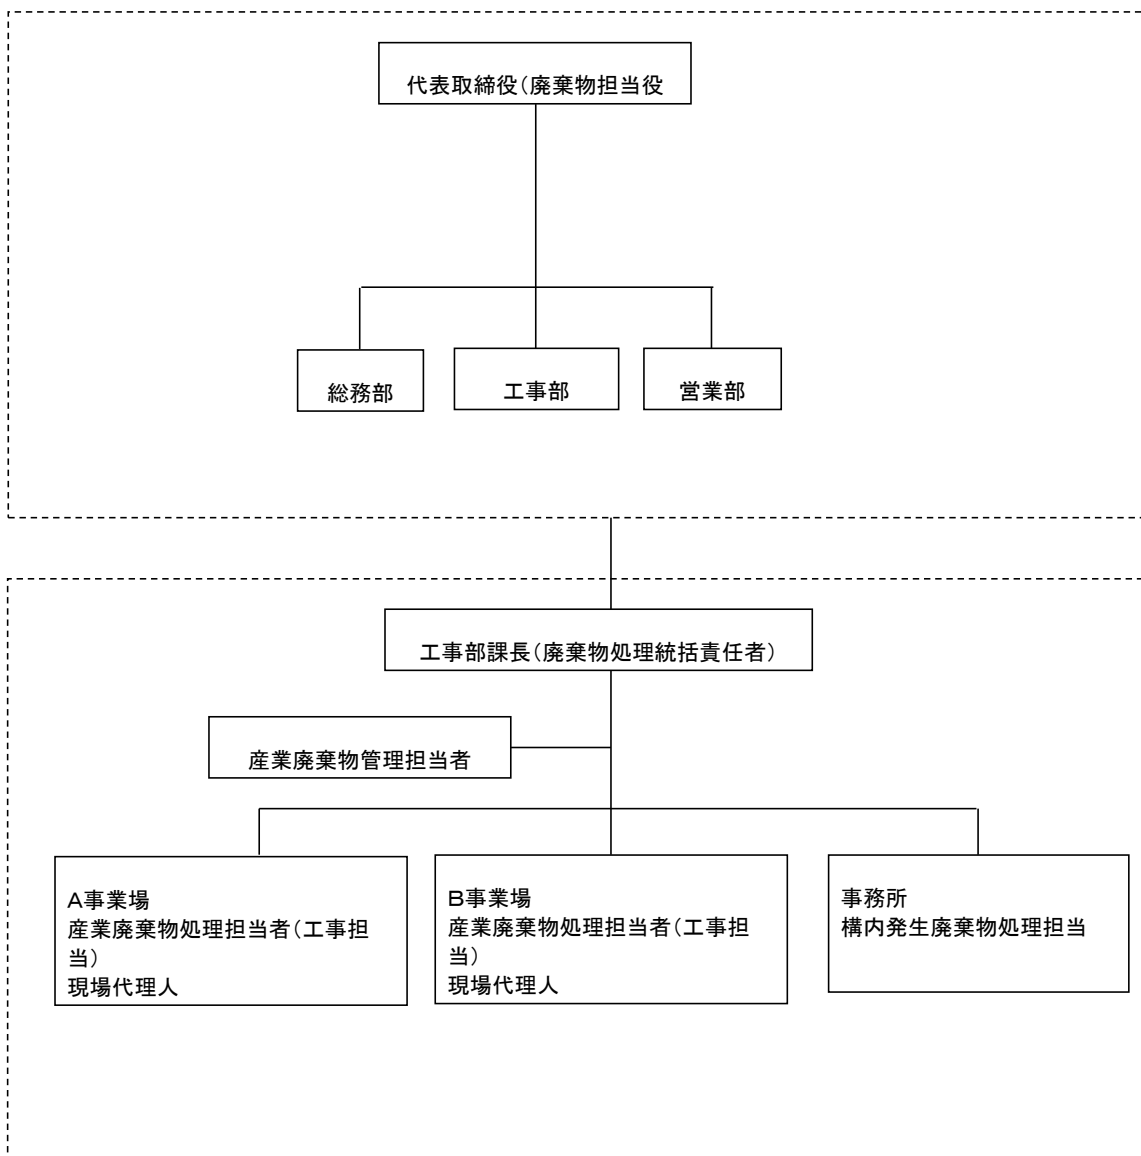 代表取締役(廃棄物担当役
総務部
工事部
営業部
工事部課長(廃棄物処理統括責任者)
産業廃棄物管理担当者
A事業場
産業廃棄物処理担当者(工事担
当)
現場代理人
B事業場
産業廃棄物処理担当者(工事担
当)
現場代理人
事務所
構内発生廃棄物処理担当